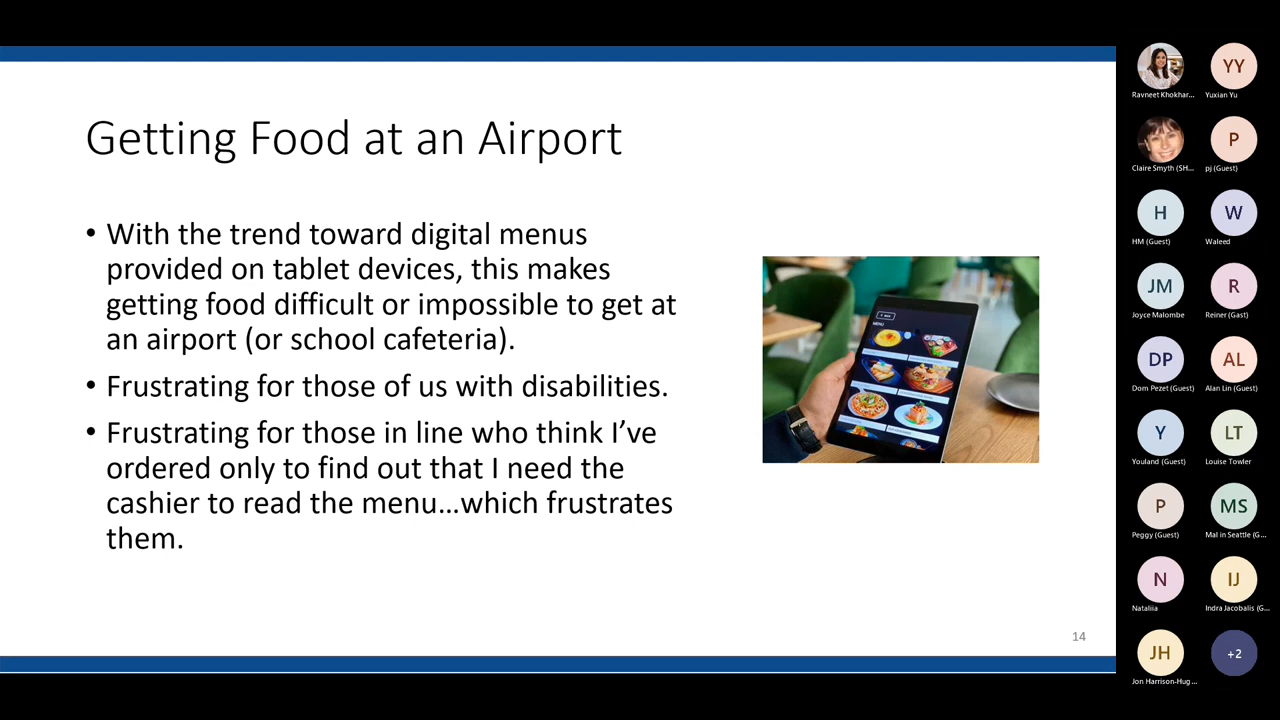 Getting Food at an Airport
• With the trend toward digital menus
provided on tablet devices, this makes
getting food difficult or impossible to get at
an airport (or school cafeteria).
• Frustrating for those of us with disabilities.
• Frustrating for those in line who think I’ve
ordered only to find out that I need the
cashier to read the menu…which frustrates
them.
MENU
14
Ravneet Khokhar...
YY
Yuxian Yu
Claire Smyth (SH...
P
pj (Guest)
H
HM (Guest)
W
Waleed
JM
Joyce Malombe
R
Reiner (Gast)
DP
Dom Pezet (Guest)
AL
Alan Lin (Guest)
Y
Youland (Guest)
LT
Louise Towler
P
Peggy (Guest)
MS
Mal in Seattle (G...
N
Nataliia
IJ
Indra Jacobalis (G...
JH
Jon Harrison-Hug...
+2